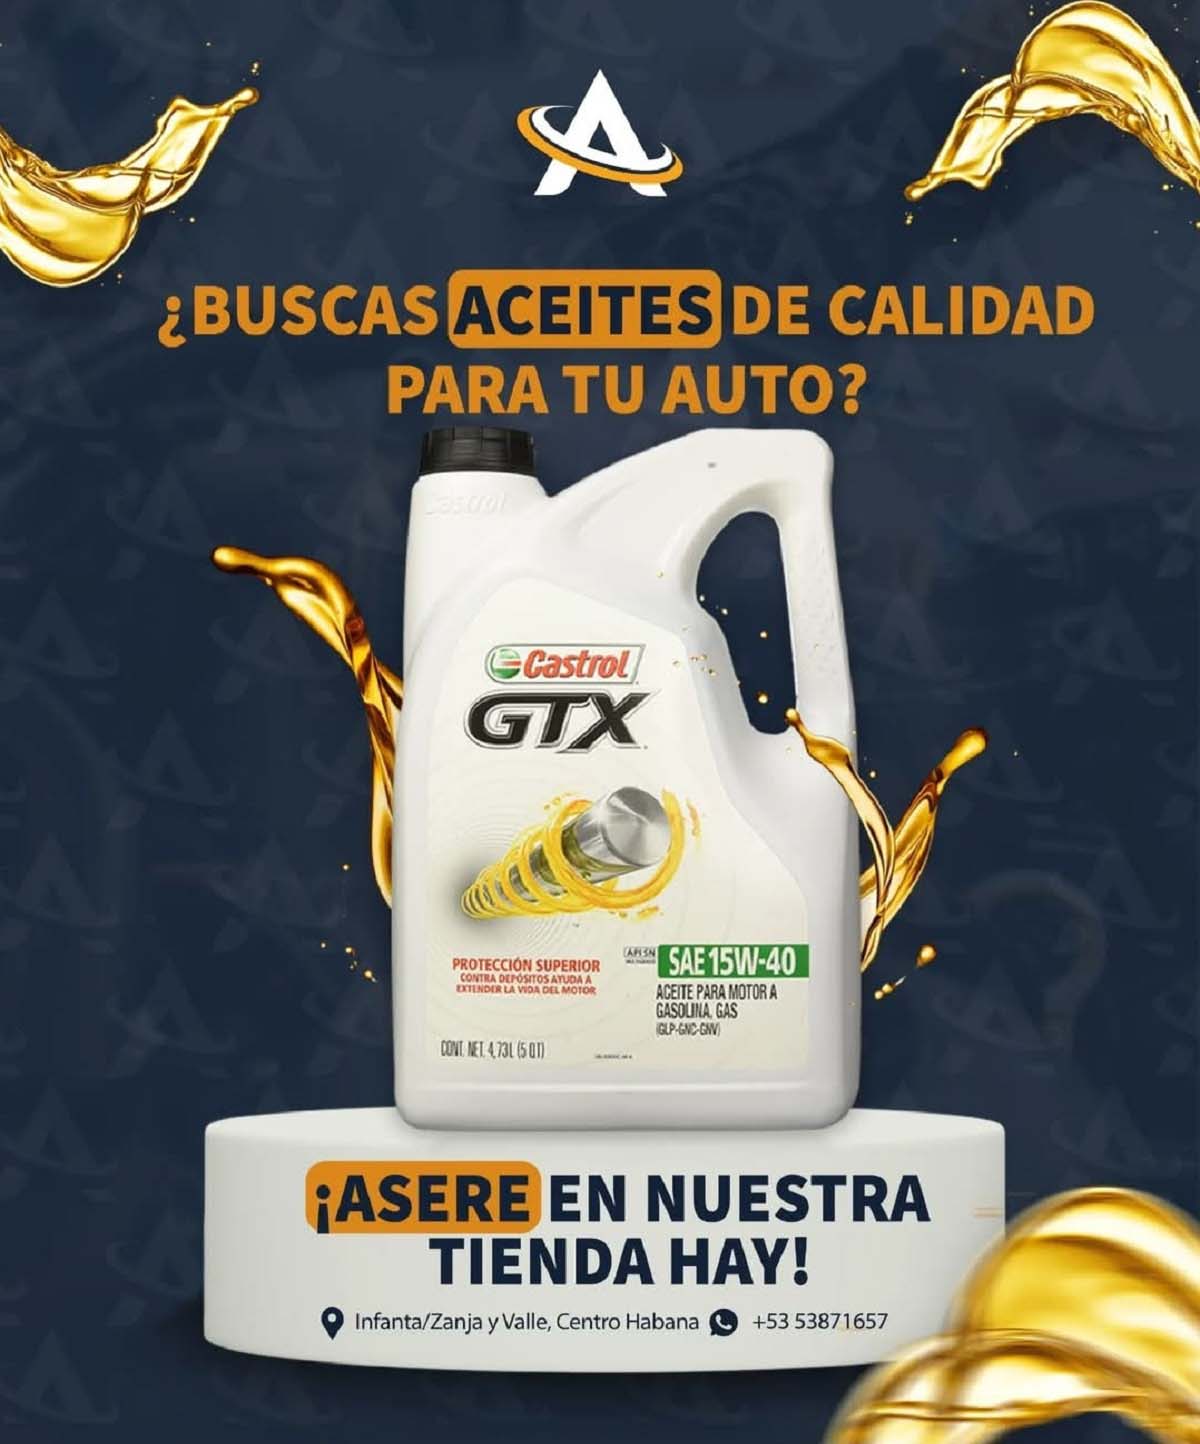 ¿BUSCAS ACEITES DE CALIDAD
PARA TU AUTO?
Castrol
Castrol
GTX
PROTECCIÓN SUPERIOR
CONTRA DEPÓSITOS AYUDA A
EXTENDER LA VIDA DEL MOTOR
API SN
SAE 15W-40
ACEITE PARA MOTOR A
GASOLINA, GAS
(GLP-GNC-GNV)
CONT. NET. 4,73L (5 QT)
¡ASERE EN NUESTRA
TIENDA HAY!
Infanta/Zanja y Valle, Centro Habana +53 53871657